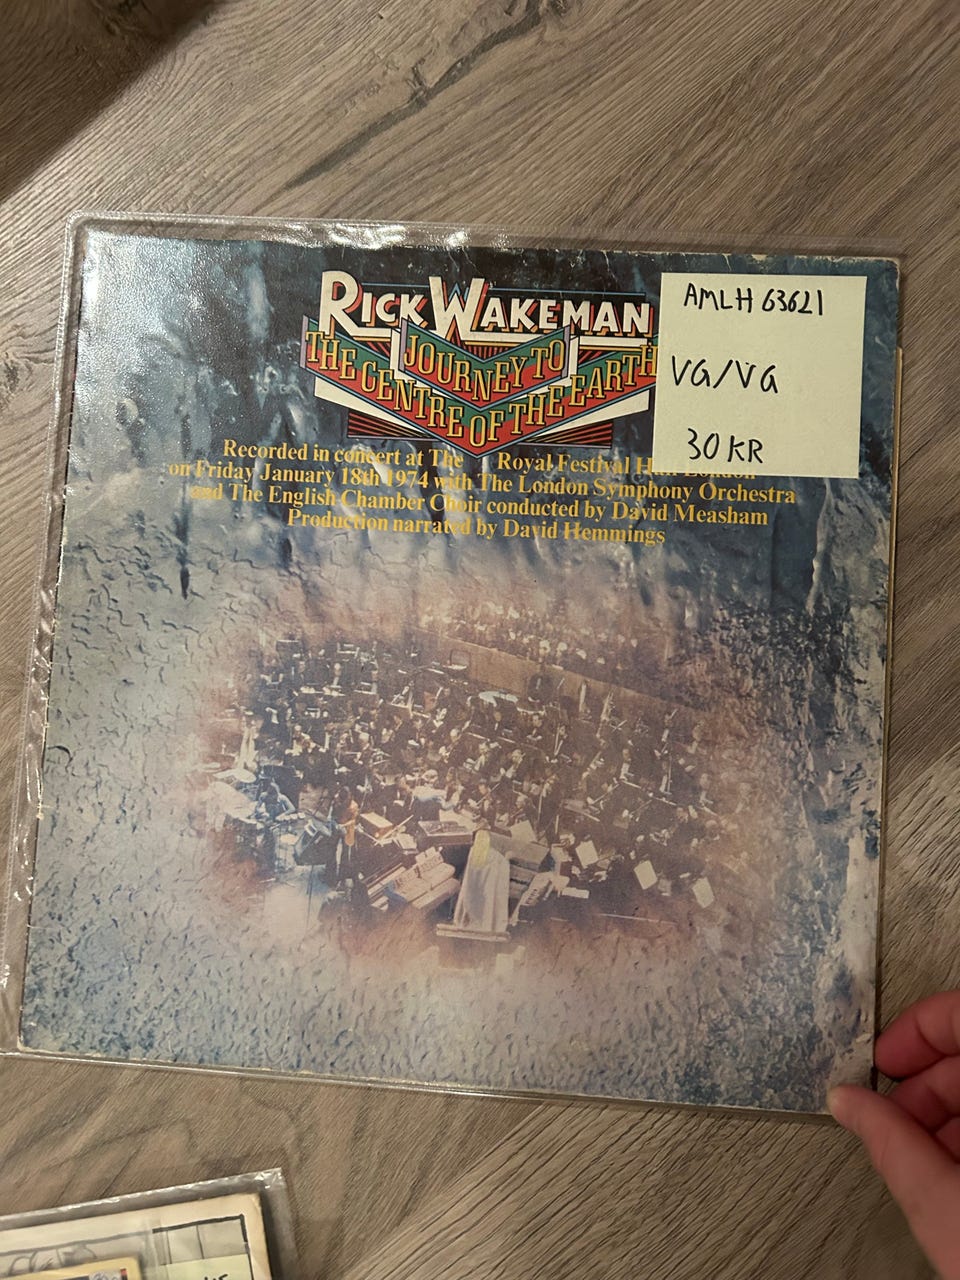 RICK WAKEMAN
JOURNEY TO
THE CENTRE OF THE EARTH
AMLH 63621
VG/VG
30 KR
Recorded in concert at The Royal Festival London
on Friday January 18th 1974 with The London Symphony Orchestra
and The English Chamber Choir conducted by David Measham
Production narrated by David Hemmings